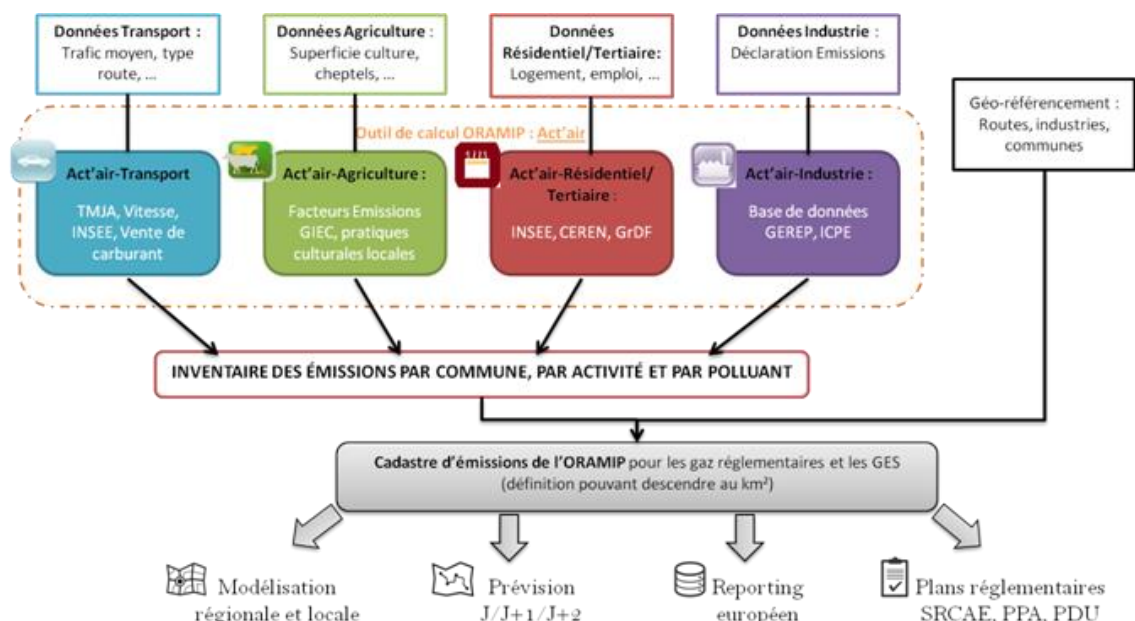 Données Transport :
Trafic moyen, type
route, ...
Données Agriculture :
Superficie culture,
cheptels, ...
Données
Résidentiel/Tertiaire:
Logement, emploi, ...
Données Industrie :
Déclaration Emissions
Géo-référencement :
Routes, industries,
communes
Outil de calcul ORAMIP : Act'air
Act'air-Transport
TMJA, Vitesse,
INSEE, Vente de
carburant
Act'air-Agriculture :
Facteurs Emissions
GIEC, pratiques
culturales locales
Act'air-Résidentiel/
Tertiaire :
INSEE, CEREN, GrDF
Act'air-Industrie :
Base de données
GEREP, ICPE
INVENTAIRE DES ÉMISSIONS PAR COMMUNE, PAR ACTIVITÉ ET PAR POLLUANT
Cadastre d'émissions de l'ORAMIP pour les gaz réglementaires et les GES
(définition pouvant descendre au km²)
Modélisation
régionale et locale
Prévision
J/J+1/J+2
Reporting
européen
Plans réglementaires
SRCAE, PPA, PDU